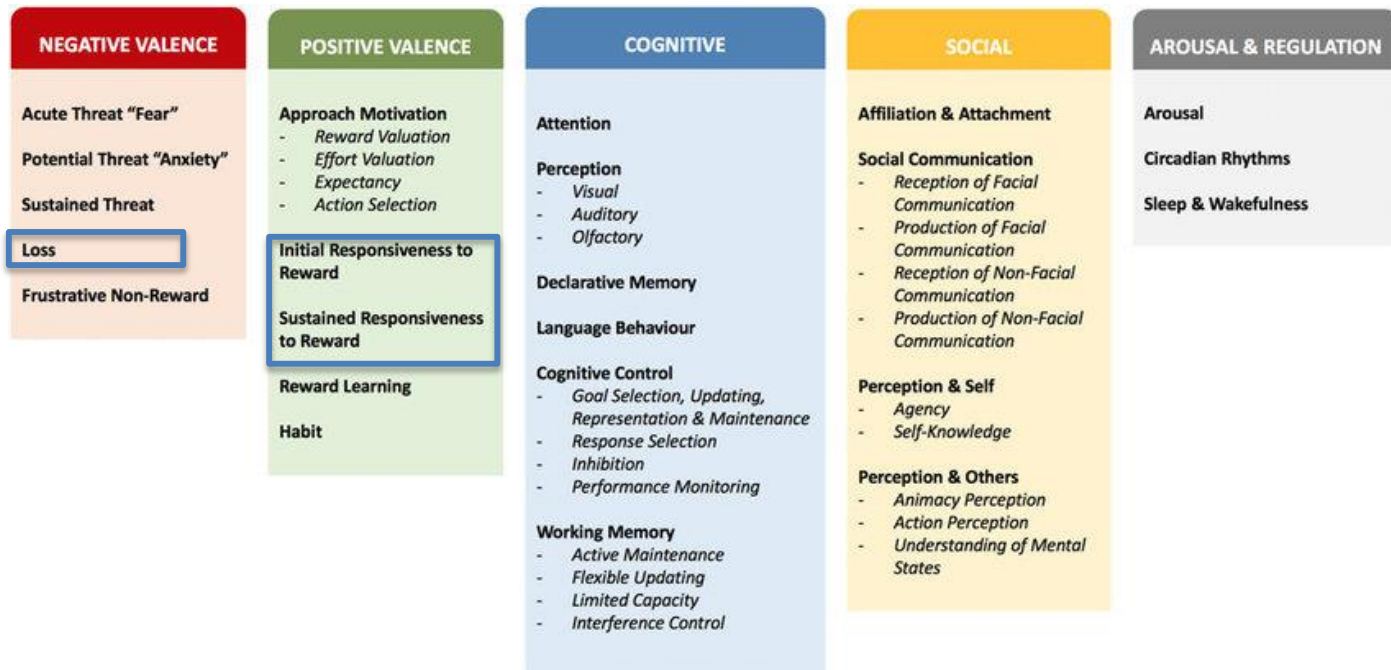 NEGATIVE VALENCE
Acute Threat “Fear”
Potential Threat “Anxiety”
Sustained Threat
Loss
Frustrative Non-Reward
POSITIVE VALENCE
Approach Motivation
- Reward Valuation
- Effort Valuation
- Expectancy
- Action Selection
Initial Responsiveness to
Reward
Sustained Responsiveness
to Reward
Reward Learning
Habit
COGNITIVE
Attention
Perception
- Visual
- Auditory
- Olfactory
Declarative Memory
Language Behaviour
Cognitive Control
- Goal Selection, Updating,
Representation & Maintenance
- Response Selection
- Inhibition
- Performance Monitoring
Working Memory
- Active Maintenance
- Flexible Updating
- Limited Capacity
- Interference Control
SOCIAL
Affiliation & Attachment
Social Communication
- Reception of Facial
Communication
- Production of Facial
Communication
- Reception of Non-Facial
Communication
- Production of Non-Facial
Communication
Perception & Self
- Agency
- Self-Knowledge
Perception & Others
- Animacy Perception
- Action Perception
- Understanding of Mental
States
AROUSAL & REGULATION
Arousal
Circadian Rhythms
Sleep & Wakefulness